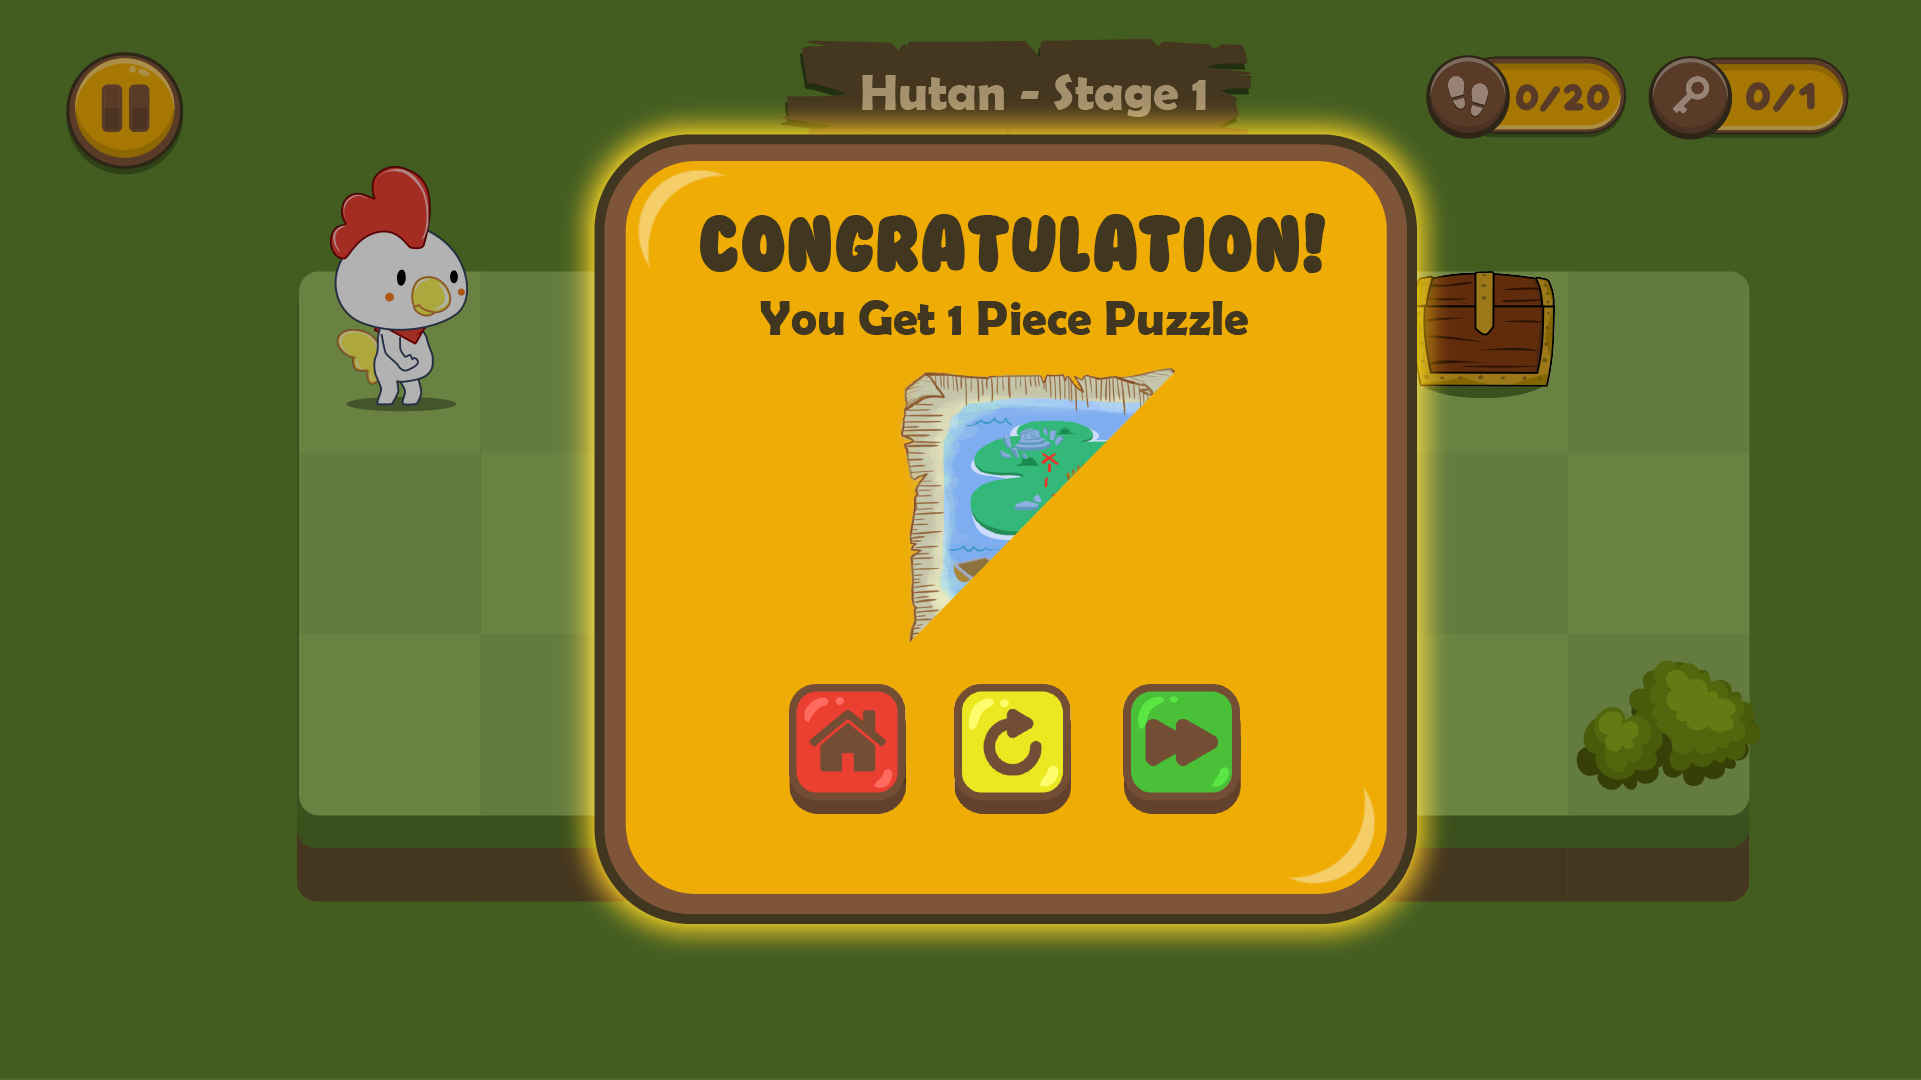 Hutan - Stage 1
0/20
0/1
CONGRATULATION!
You Get 1 Piece Puzzle